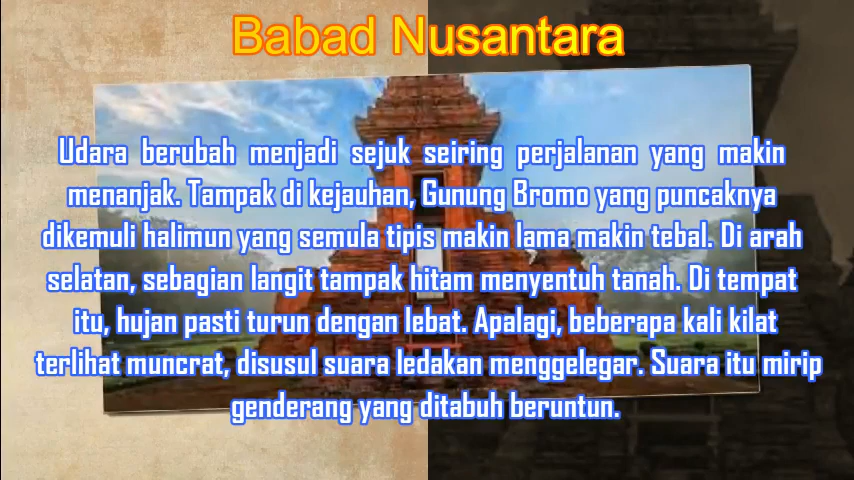 Babad Nusantara
Udara berubah menjadi sejuk seiring perjalanan yang makin
menanjak. Tampak di kejauhan, Gunung Bromo yang puncaknya
dikemuli halimun yang semula tipis makin lama makin tebal. Di arah
selatan, sebagian langit tampak hitam menyentuh tanah. Di tempat
itu, hujan pasti turun dengan lebat. Apalagi, beberapa kali kilat
terlihat muncrat, disusul suara ledakan menggelegar. Suara itu mirip
genderang yang ditabuh beruntun.